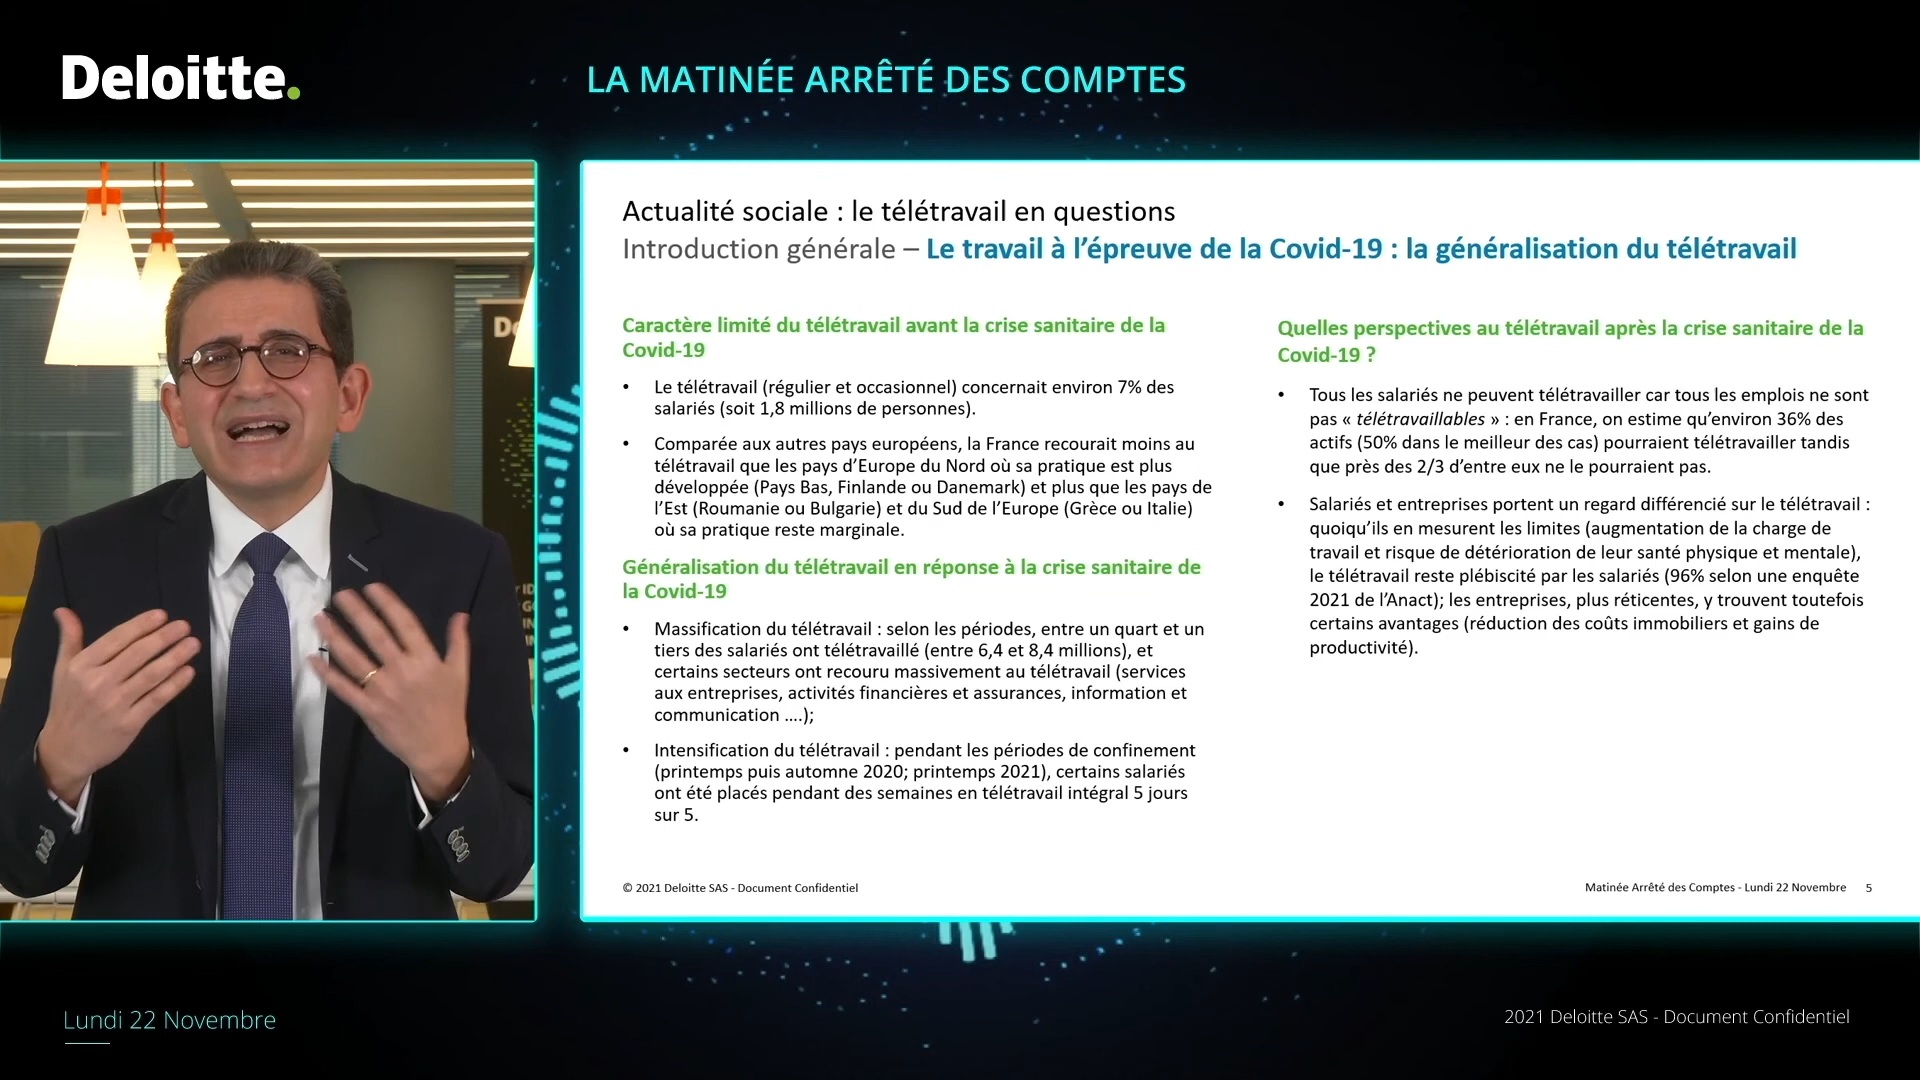 Deloitte.
LA MATINÉE ARRÊTÉ DES COMPTES
De
Actualité sociale : le télétravail en questions
Introduction générale – Le travail à l’épreuve de la Covid-19 : la généralisation du télétravail
Caractère limité du télétravail avant la crise sanitaire de la
Covid-19
• Le télétravail (régulier et occasionnel) concernait environ 7% des
salariés (soit 1,8 millions de personnes).
• Comparée aux autres pays européens, la France recourait moins au
télétravail que les pays d’Europe du Nord où sa pratique est plus
développée (Pays Bas, Finlande ou Danemark) et plus que les pays de
l’Est (Roumanie ou Bulgarie) et du Sud de l’Europe (Grèce ou Italie)
où sa pratique reste marginale.
Généralisation du télétravail en réponse à la crise sanitaire de
la Covid-19
• Massification du télétravail : selon les périodes, entre un quart et un
tiers des salariés ont télétravaillé (entre 6,4 et 8,4 millions), et
certains secteurs ont recouru massivement au télétravail (services
aux entreprises, activités financières et assurances, information et
communication ….);
• Intensification du télétravail : pendant les périodes de confinement
(printemps puis automne 2020; printemps 2021), certains salariés
ont été placés pendant des semaines en télétravail intégral 5 jours
sur 5.
Quelles perspectives au télétravail après la crise sanitaire de la
Covid-19 ?
• Tous les salariés ne peuvent télétravailler car tous les emplois ne sont
pas « télétravaillables » : en France, on estime qu’environ 36% des
actifs (50% dans le meilleur des cas) pourraient télétravailler tandis
que près des 2/3 d’entre eux ne le pourraient pas.
• Salariés et entreprises portent un regard différencié sur le télétravail :
quoiqu’ils en mesurent les limites (augmentation de la charge de
travail et risque de détérioration de leur santé physique et mentale),
le télétravail reste plébiscité par les salariés (96% selon une enquête
2021 de l’Anact); les entreprises, plus réticentes, y trouvent toutefois
certains avantages (réduction des coûts immobiliers et gains de
productivité).
© 2021 Deloitte SAS - Document Confidentiel
Matinée Arrêté des Comptes - Lundi 22 Novembre 5
Lundi 22 Novembre
2021 Deloitte SAS - Document Confidentiel